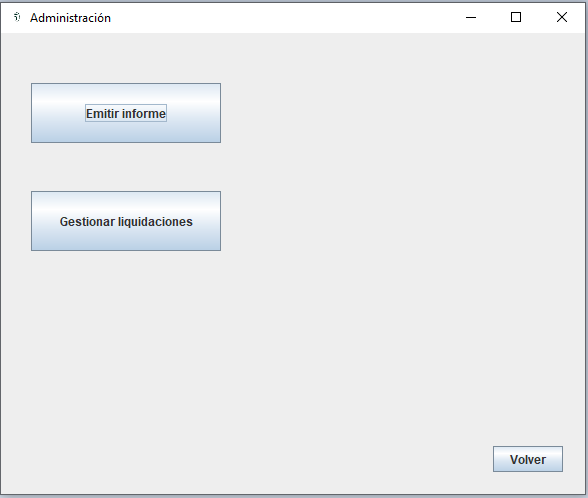 Administración
Emitir informe
Gestionar liquidaciones
Volver